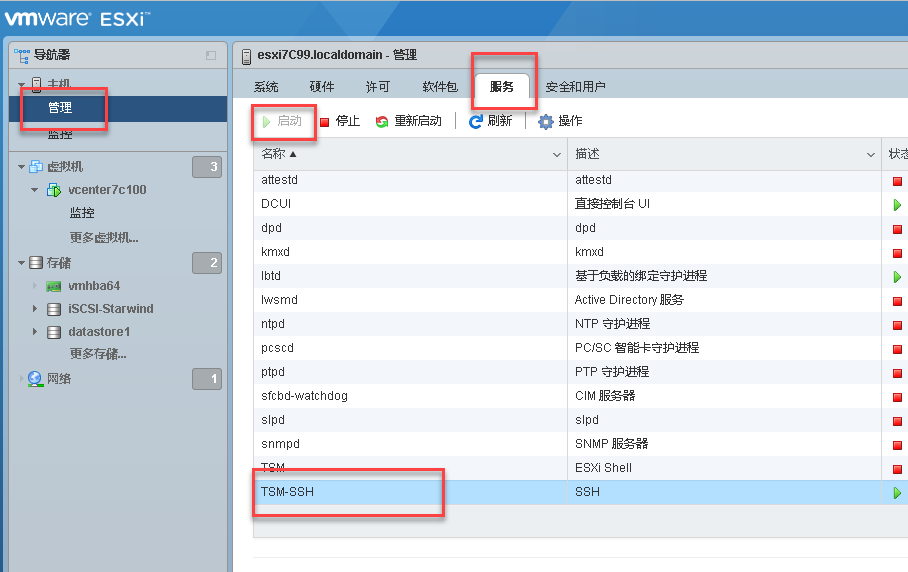 vmware ESXi™
导航器
主机
管理
监控
虚拟机 3
vcenter7c100
监控
更多虚拟机...
存储 2
vmhba64
iSCSI-Starwind
datastore1
更多存储...
网络 1
esxi7C99.localdomain - 管理
系统 硬件 许可 软件包 服务 安全和用户
启动 停止 重新启动 刷新 操作
名称 描述 状态
attestd attestd
DCUI 直接控制台 UI
dpd dpd
kmxd kmxd
lbtd 基于负载的绑定守护进程
lwsmd Active Directory 服务
ntpd NTP 守护进程
pcscd PC/SC 智能卡守护进程
ptpd PTP 守护进程
sfcbd-watchdog CIM 服务器
slpd slpd
snmpd SNMP 服务器
TSM ESXi Shell
TSM-SSH SSH